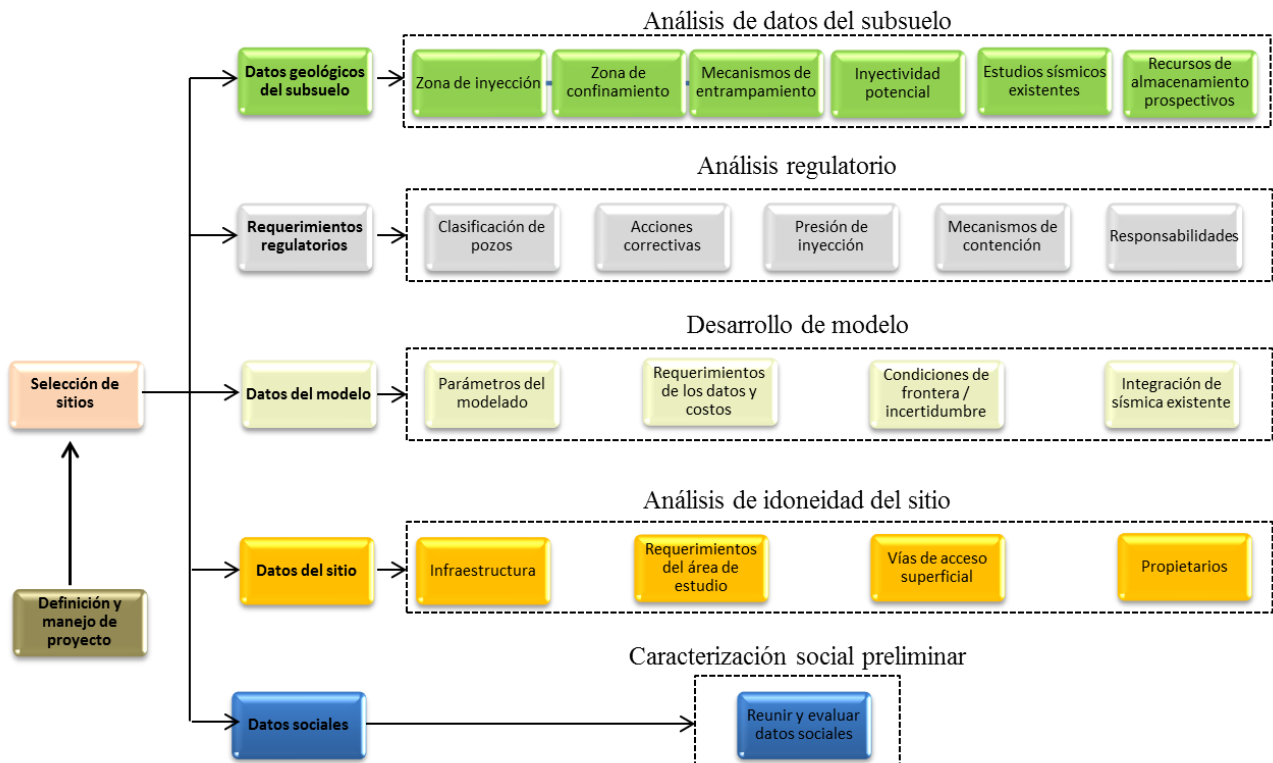 Análisis de datos del subsuelo
Datos geológicos
del subsuelo
Zona de inyección
Zona de
confinamiento
Mecanismos de
entrampamiento
Inyectividad
potencial
Estudios sísmicos
existentes
Recursos de
almacenamiento
prospectivos
Análisis regulatorio
Requerimientos
regulatorios
Clasificación de
pozos
Acciones
correctivas
Presión de
inyección
Mecanismos de
contención
Responsabilidades
Desarrollo de modelo
Selección de
sitios
Datos del modelo
Parámetros del
modelado
Requerimientos
de los datos y
costos
Condiciones de
frontera /
incertidumbre
Integración de
sísmica existente
Análisis de idoneidad del sitio
Datos del sitio
Infraestructura
Requerimientos
del área de
estudio
Vías de acceso
superficial
Propietarios
Definición y
manejo de
proyecto
Caracterización social preliminar
Datos sociales
Reunir y evaluar
datos sociales